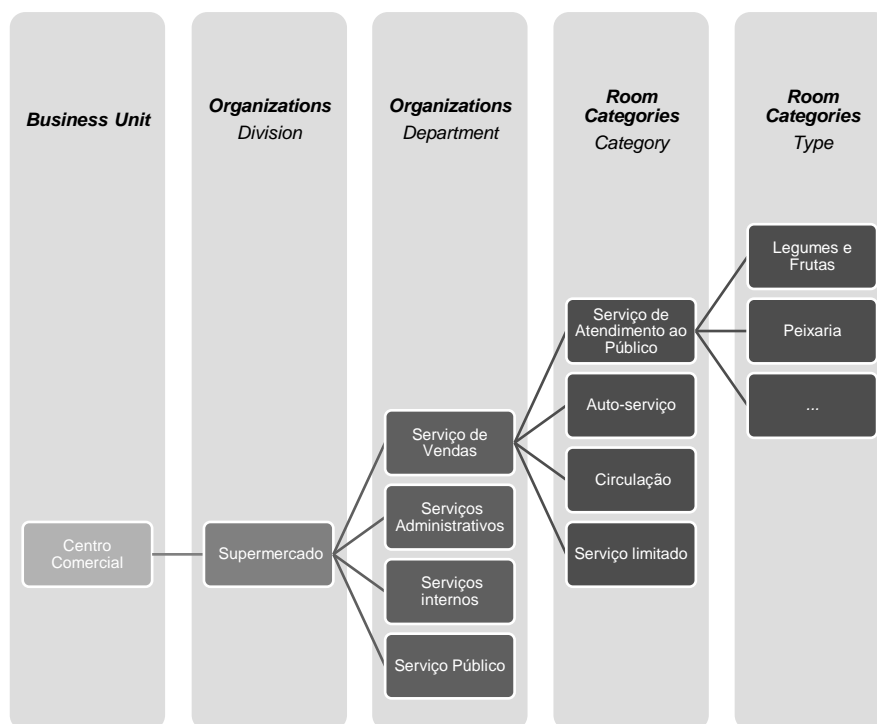 Business Unit
Organizations
Division
Organizations
Department
Room
Categories
Category
Room
Categories
Type
Centro
Comercial
Supermercado
Serviço de
Vendas
Serviços
Administrativos
Serviços
internos
Serviço Público
Serviço de
Atendimento ao
Público
Auto-serviço
Circulação
Serviço limitado
Legumes e
Frutas
Peixaria
...